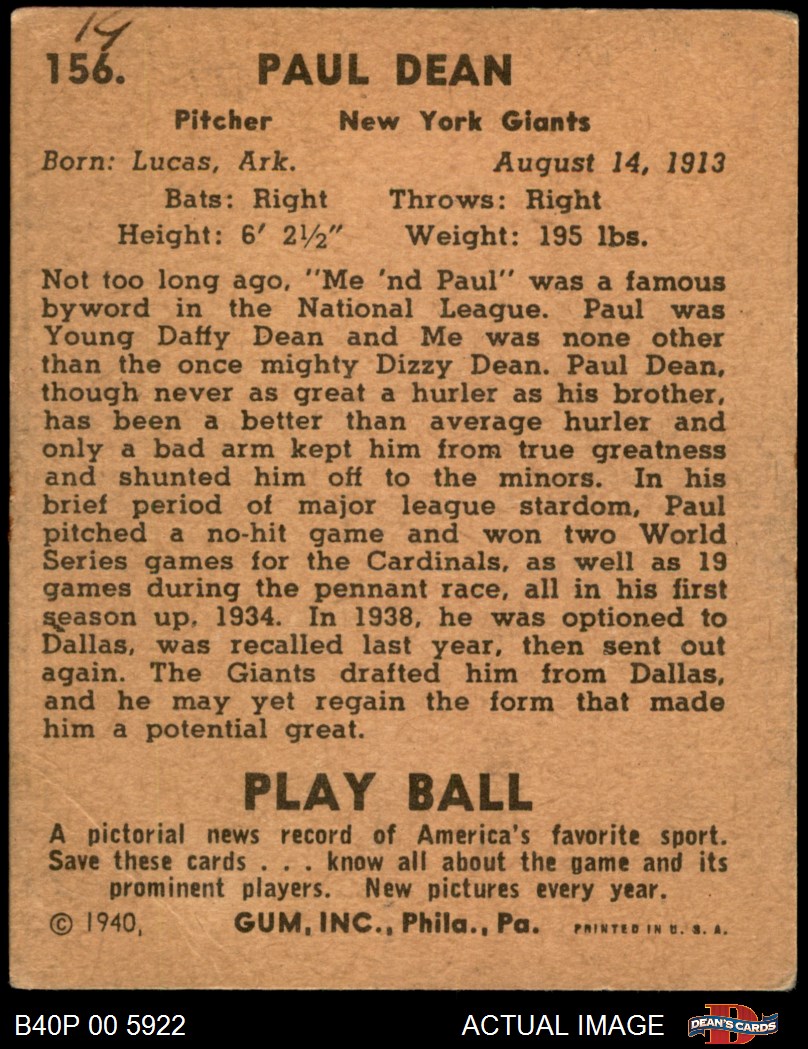 14
156. PAUL DEAN
Pitcher New York Giants
Born: Lucas, Ark. August 14, 1913
Bats: Right Throws: Right
Height: 6' 2½" Weight: 195 lbs.
Not too long ago, "Me 'nd Paul" was a famous
byword in the National League. Paul was
Young Daffy Dean and Me was none other
than the once mighty Dizzy Dean. Paul Dean,
though never as great a hurler as his brother,
has been a better than average hurler and
only a bad arm kept him from true greatness
and shunted him off to the minors. In his
brief period of major league stardom, Paul
pitched a no-hit game and won two World
Series games for the Cardinals, as well as 19
games during the pennant race, all in his first
season up, 1934. In 1938, he was optioned to
Dallas, was recalled last year, then sent out
again. The Giants drafted him from Dallas,
and he may yet regain the form that made
him a potential great.
PLAY BALL
A pictorial news record of America's favorite sport.
Save these cards . . . know all about the game and its
prominent players. New pictures every year.
© 1940, GUM, INC., Phila., Pa. PRINTED IN U. S. A.
B40P 00 5922 ACTUAL IMAGE DEAN'S CARDS